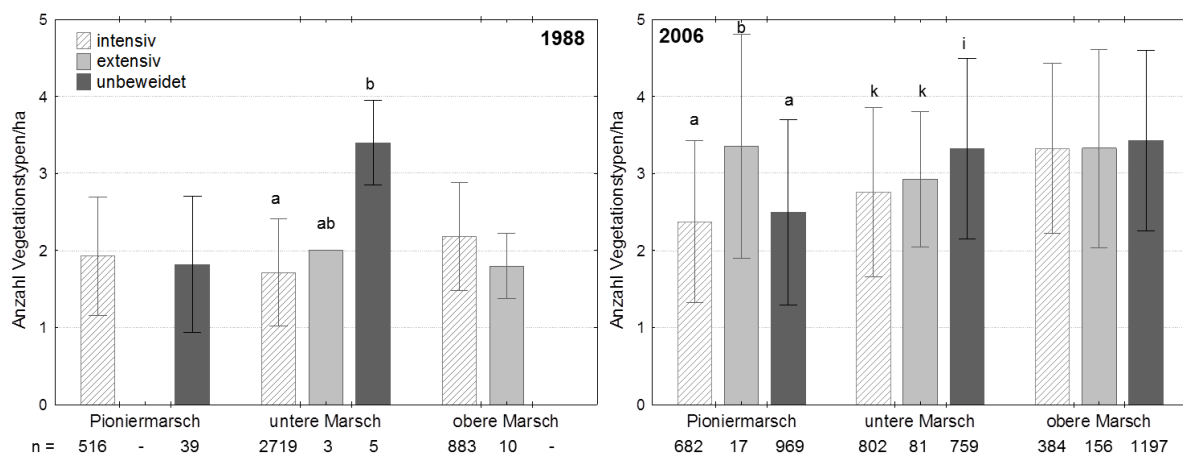 1988
intensiv
extensiv
unbeweidet
Anzahl Vegetationstypen/ha
5
4
3
2
1
0
a
ab
b
Pioniermarsch untere Marsch obere Marsch
n = 516 - 39 2719 3 5 883 10 -
2006
Anzahl Vegetationstypen/ha
5
4
3
2
1
0
a b a k k i
Pioniermarsch untere Marsch obere Marsch
682 17 969 802 81 759 384 156 1197